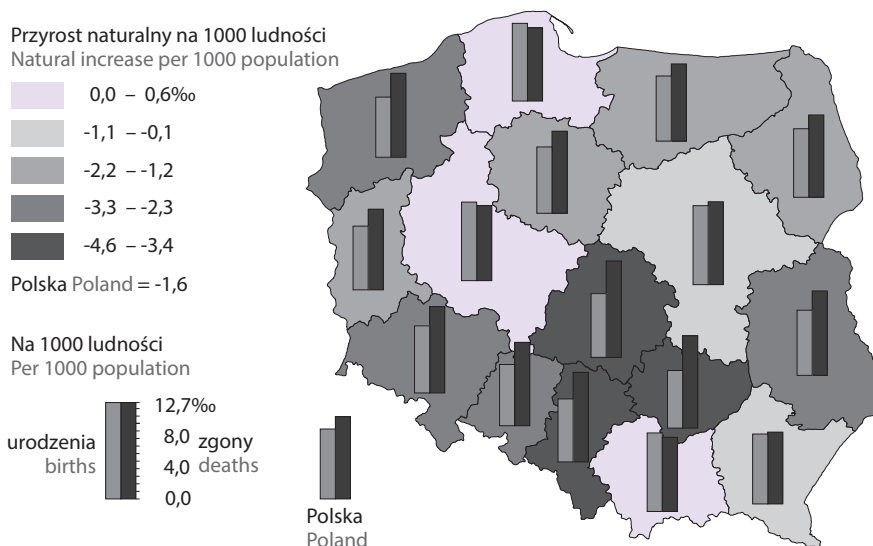 Przyrost naturalny na 1000 ludności
Natural increase per 1000 population
0,0 – 0,6‰
-1,1 – -0,1
-2,2 – -1,2
-3,3 – -2,3
-4,6 – -3,4
Polska Poland = -1,6
Na 1000 ludności
Per 1000 population
12,7‰
urodzenia 8,0 zgony
births 4,0 deaths
0,0
Polska
Poland